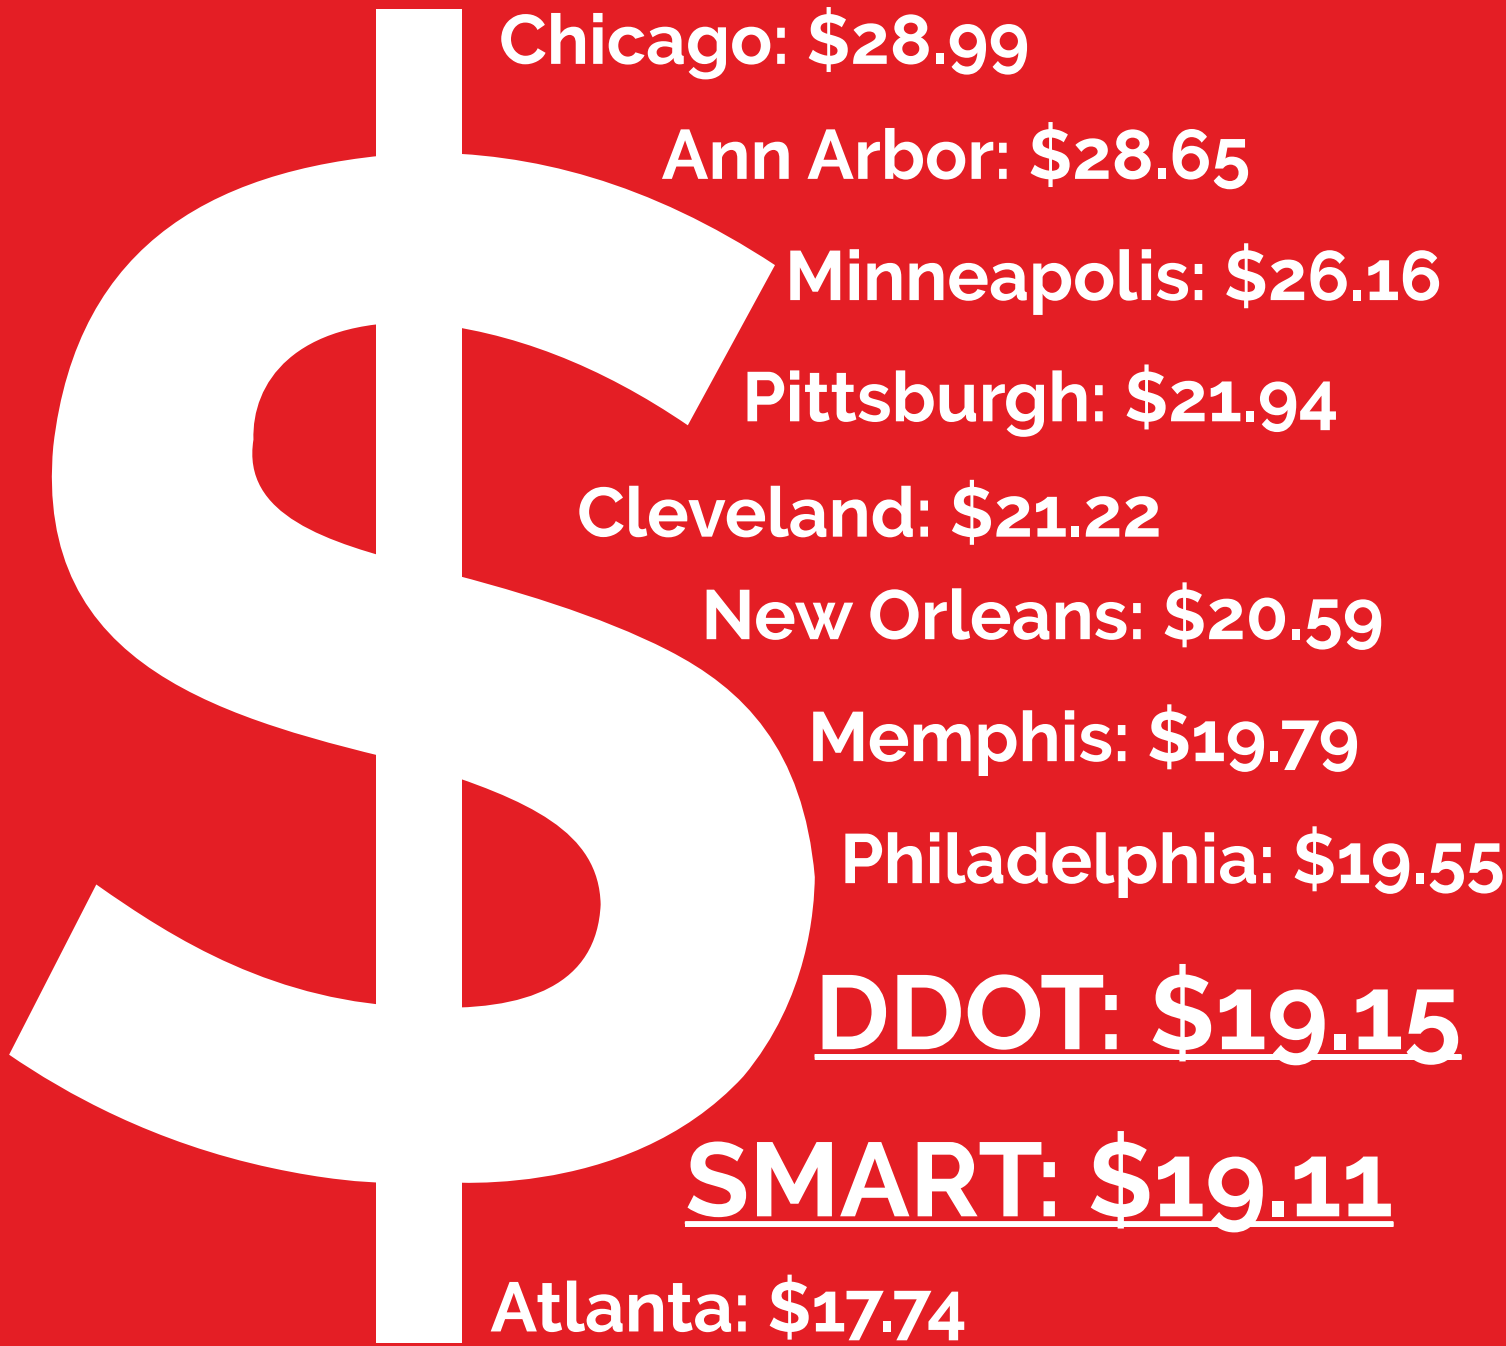 Chicago: $28.99
Ann Arbor: $28.65
Minneapolis: $26.16
Pittsburgh: $21.94
Cleveland: $21.22
New Orleans: $20.59
Memphis: $19.79
Philadelphia: $19.55
DDOT: $19.15
SMART: $19.11
Atlanta: $17.74